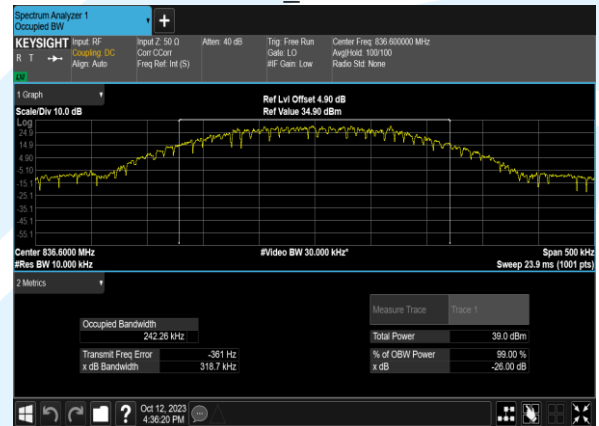 Spectrum Analyzer 1
Occupied BW
+
KEYSIGHT
R T
LV
Input: RF
Coupling: DC
Align: Auto
Input Z: 50 Ω
Corr CCorr
Freq Ref: Int (S)
Atten: 40 dB
Trig: Free Run
Gate: LO
#IF Gain: Low
Center Freq: 836.600000 MHz
Avg|Hold: 100/100
Radio Std: None
1 Graph
Scale/Div 10.0 dB
Ref Lvl Offset 4.90 dB
Ref Value 34.90 dBm
Log
24.9
14.9
4.90
-5.10
-15.1
-25.1
-35.1
-45.1
-55.1
Center 836.6000 MHz
#Res BW 10.000 kHz
#Video BW 30.000 kHz*
Span 500 kHz
Sweep 23.9 ms (1001 pts)
2 Metrics
Measure Trace Trace 1
Occupied Bandwidth
242.26 kHz
Total Power 39.0 dBm
Transmit Freq Error -361 Hz
% of OBW Power 99.00 %
x dB Bandwidth 318.7 kHz
x dB -26.00 dB
?
Oct 12, 2023
4:36:20 PM